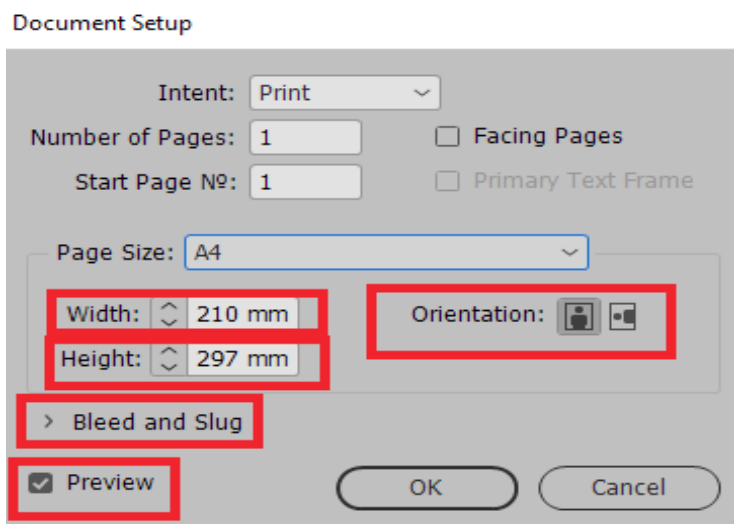 Document Setup
Intent: Print
Number of Pages: 1 Facing Pages
Start Page Nº: 1 Primary Text Frame
Page Size: A4
Width: 210 mm Orientation:
Height: 297 mm
> Bleed and Slug
Preview OK Cancel